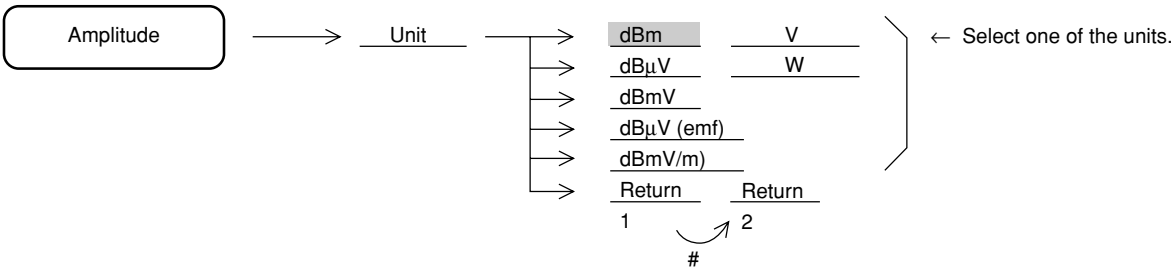 Amplitude → Unit → dBm V ← Select one of the units.
→ dBμV W
→ dBmV
→ dBμV (emf)
→ dBmV/m)
→ Return Return
1 2
#